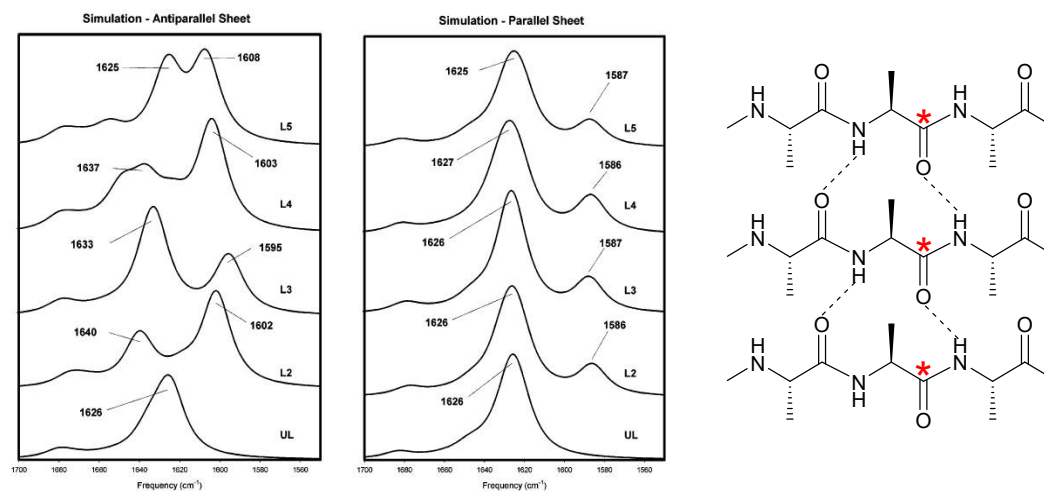 Simulation - Antiparallel Sheet
1625
1608
L5
1637
1603
L4
1633
1595
L3
1640
1602
L2
1626
UL
1700 1680 1660 1640 1620 1600 1580 1560
Frequency (cm-1)
Simulation - Parallel Sheet
1625
1587
L5
1627
1586
L4
1626
1587
L3
1626
1586
L2
1626
UL
1700 1680 1660 1640 1620 1600 1580 1560
Frequency (cm-1)
O O
H H
N N
N * 
H O
O O O
H H
N N
N *
H O
O O O
H H
N N
N *
H O